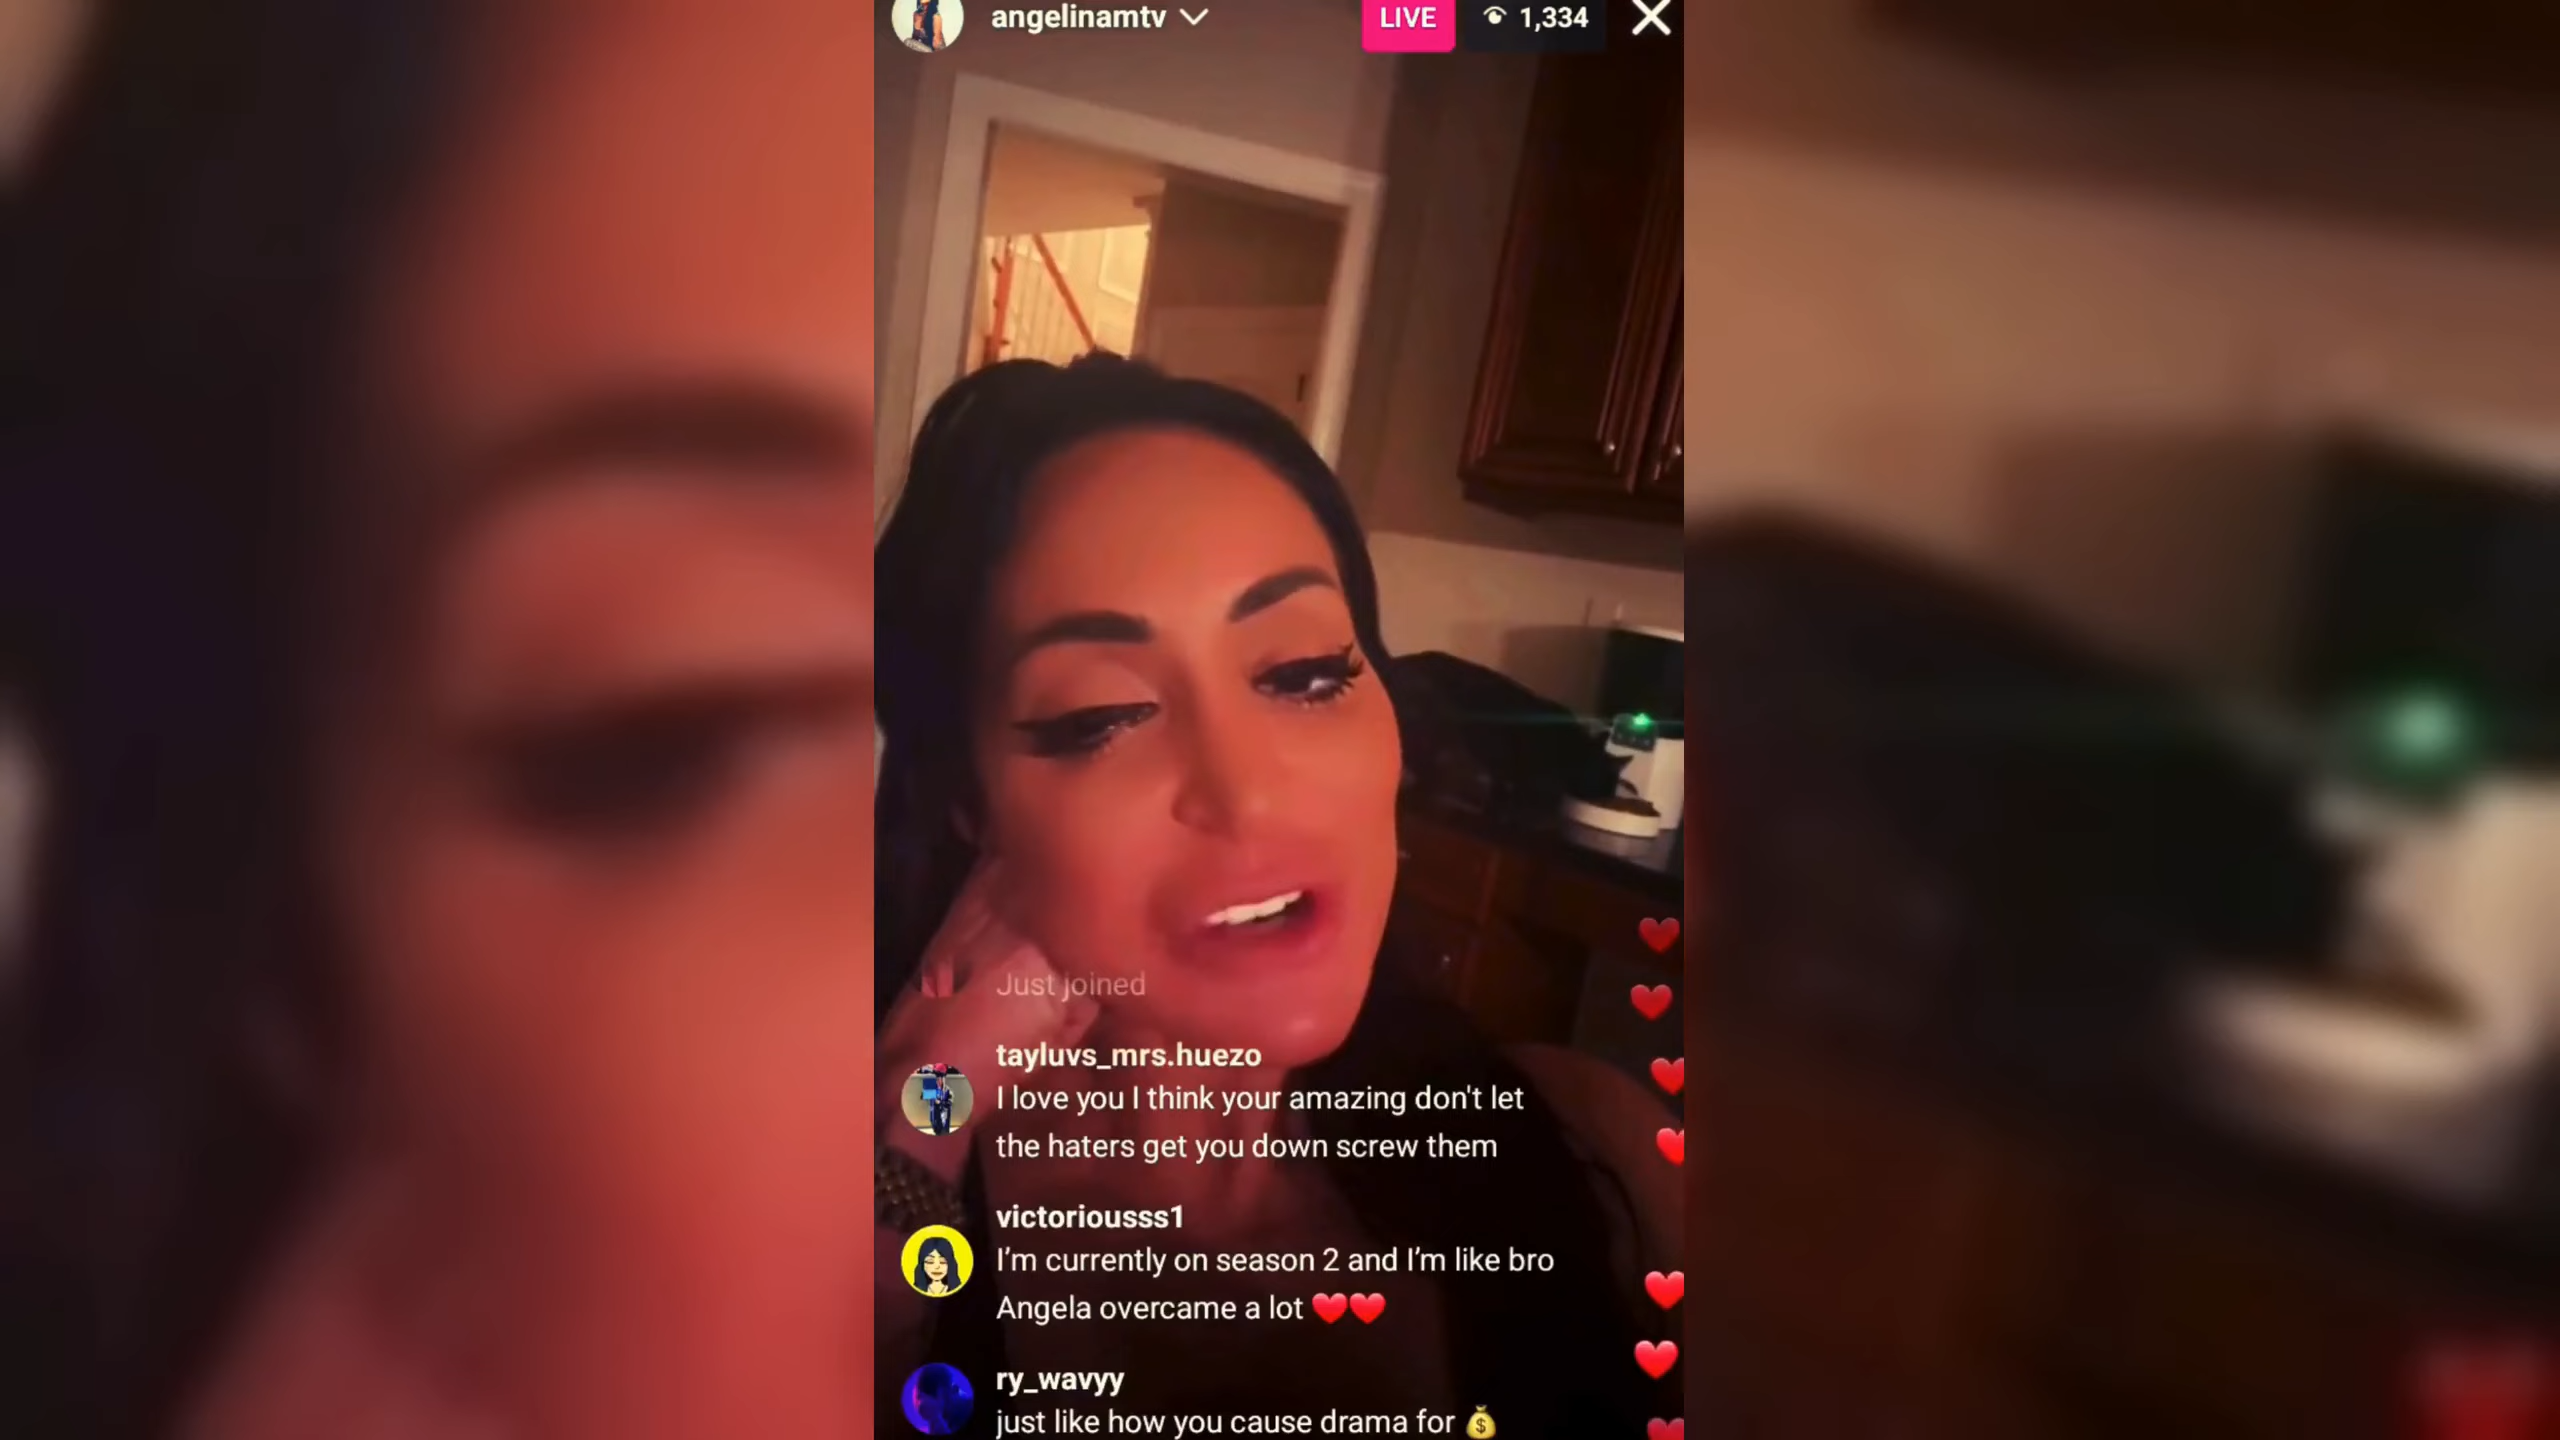 angelinamtv
LIVE
1,334
Just joined
tayluvs_mrs.huezo
I love you I think your amazing don't let
the haters get you down screw them
victoriousss1
I'm currently on season 2 and I'm like bro
Angela overcame a lot ❤️❤️
ry_wavyy
just like how you cause drama for 💰